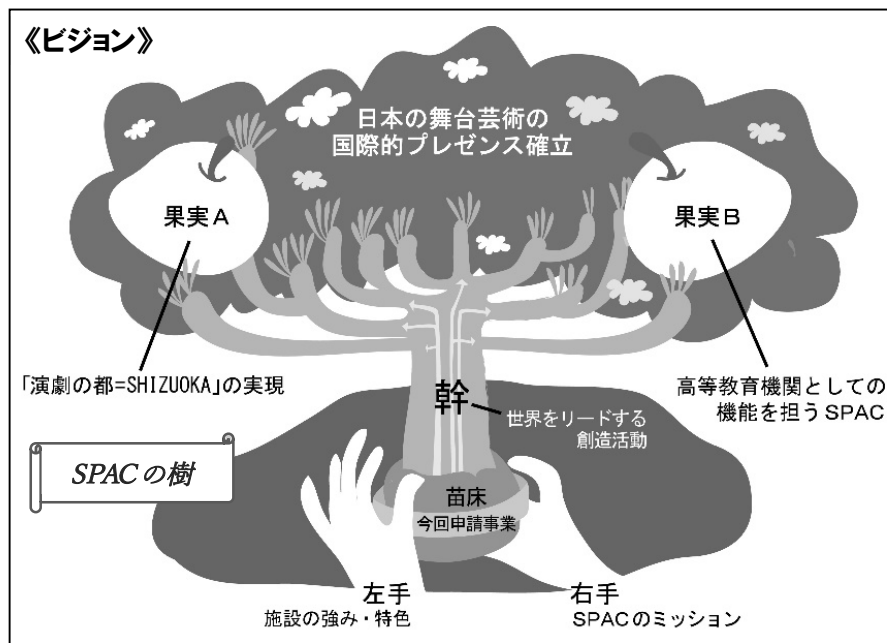 《ビジョン》
日本の舞台芸術の
国際的プレゼンス確立
果実A
果実B
「演劇の都=SHIZUOKA」の実現
高等教育機関としての
機能を担うSPAC
幹
世界をリードする
創造活動
SPACの樹
苗床
今回申請事業
左手
施設の強み・特色
右手
SPACのミッション